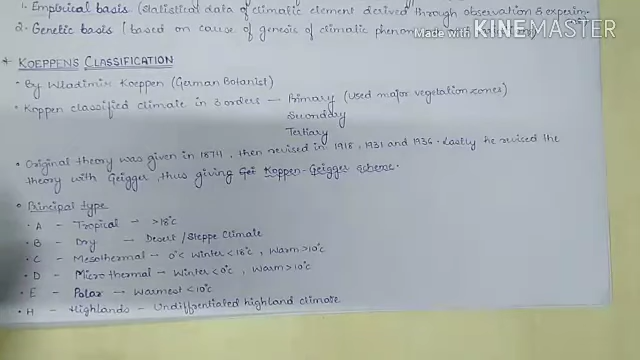 1. Empirical basis (statistical data of climatic element derived through observation & experim.
2. Genetic basis (based on cause of genesis of climatic phenom
Made with KINEMASTER
* KOEPPENS CLASSIFICATION
• By Wladimir Koeppen (German Botanist)
• Koppen classified climate in 3 orders — Primary (Used major vegetation zones)
Secondary
Tertiary
• Original theory was given in 1874, then revised in 1918, 1931 and 1936. Lastly he revised the
theory with Geigger, thus giving Gei Koppen-Geigger scheme.
• Principal type
• A — Tropical → >18°C
• B — Dry → Desert/Steppe Climate
• C — Mesothermal → 0°C winter <18°C, Warm >10°C
• D — Microthermal → Winter <0°C, Warm >10°C
• E — Polar → Warmest <10°C
• H — Highlands — Undiffentiated highland climate